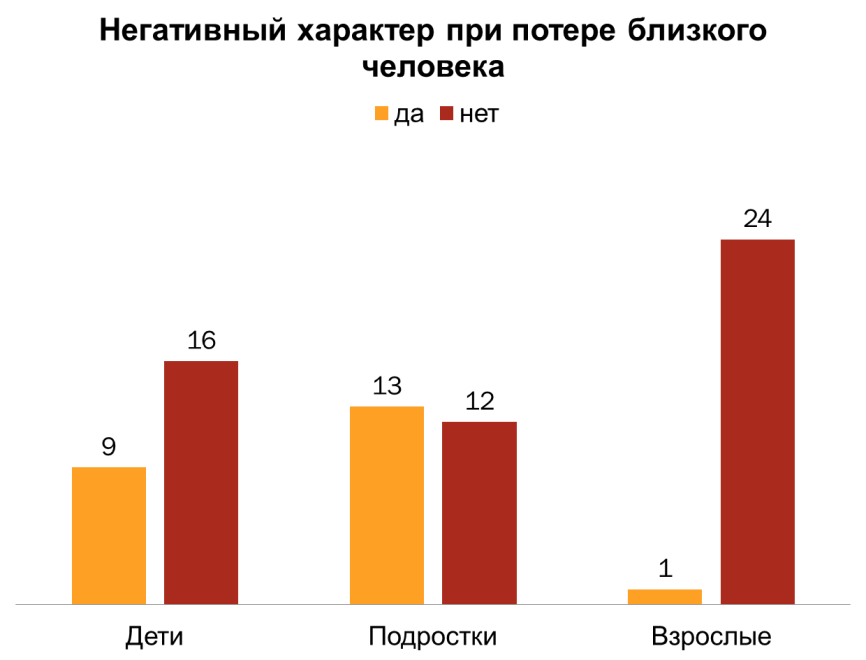 Негативный характер при потере близкого
человека
да нет
24
16
13
12
9
1
Дети Подростки Взрослые